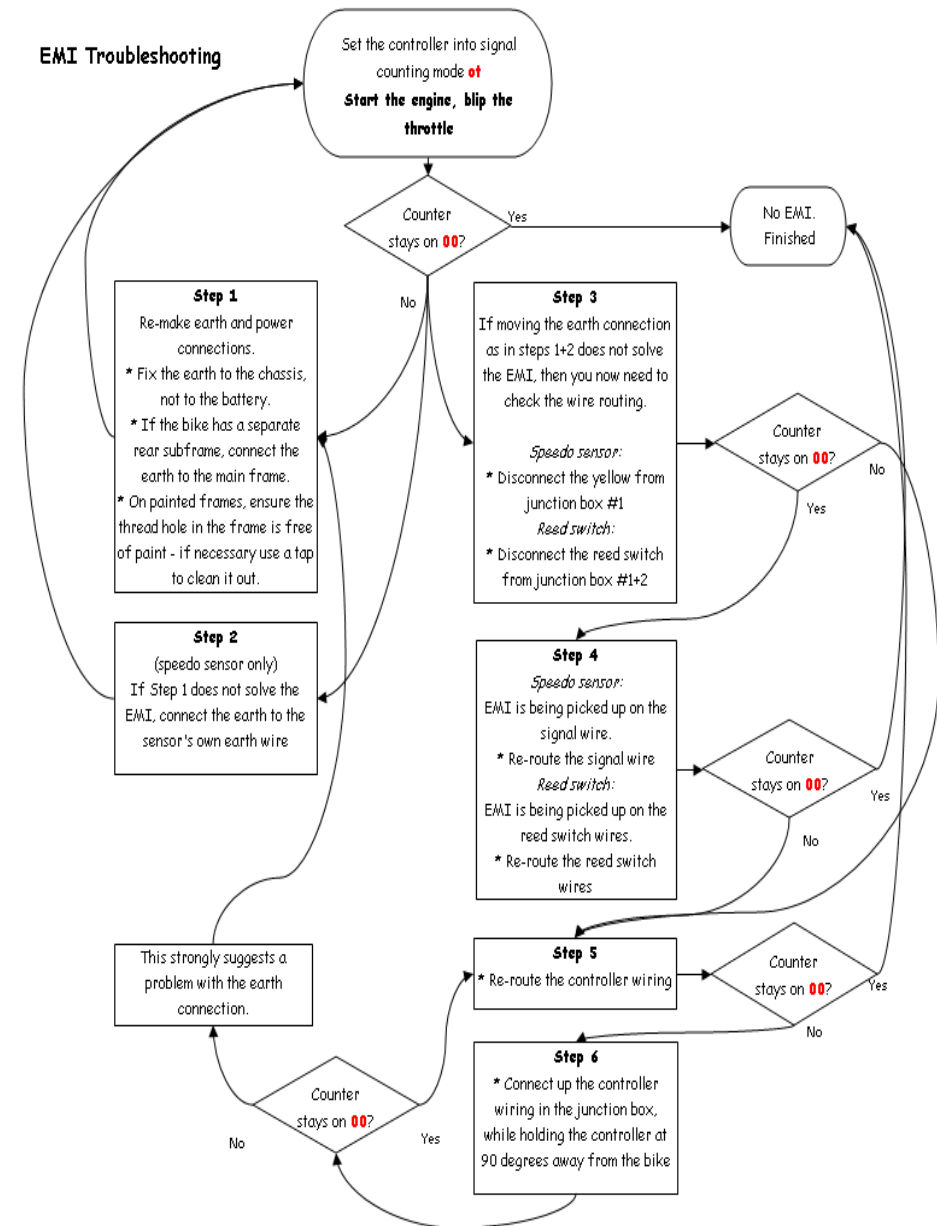 EMI Troubleshooting
Set the controller into signal
counting mode ot
Start the engine, blip the
throttle
Counter
stays on 00?
Yes
No
No EMI.
Finished
Step 1
Re-make earth and power
connections.
* Fix the earth to the chassis,
not to the battery.
* If the bike has a separate
rear subframe, connect the
earth to the main frame.
* On painted frames, ensure the
thread hole in the frame is free
of paint - if necessary use a tap
to clean it out.
Step 2
(speedo sensor only)
If Step 1 does not solve the
EMI, connect the earth to the
sensor's own earth wire
Step 3
If moving the earth connection
as in steps 1+2 does not solve
the EMI, then you now need to
check the wire routing.
Speedo sensor:
* Disconnect the yellow from
junction box #1
Reed switch:
* Disconnect the reed switch
from junction box #1+2
Counter
stays on 00?
No
Yes
Step 4
Speedo sensor:
EMI is being picked up on the
signal wire.
* Re-route the signal wire
Reed switch:
EMI is being picked up on the
reed switch wires.
* Re-route the reed switch
wires
Counter
stays on 00?
Yes
No
Step 5
* Re-route the controller wiring
Counter
stays on 00?
Yes
No
Step 6
* Connect up the controller
wiring in the junction box,
while holding the controller at
90 degrees away from the bike
Counter
stays on 00?
No
Yes
This strongly suggests a
problem with the earth
connection.